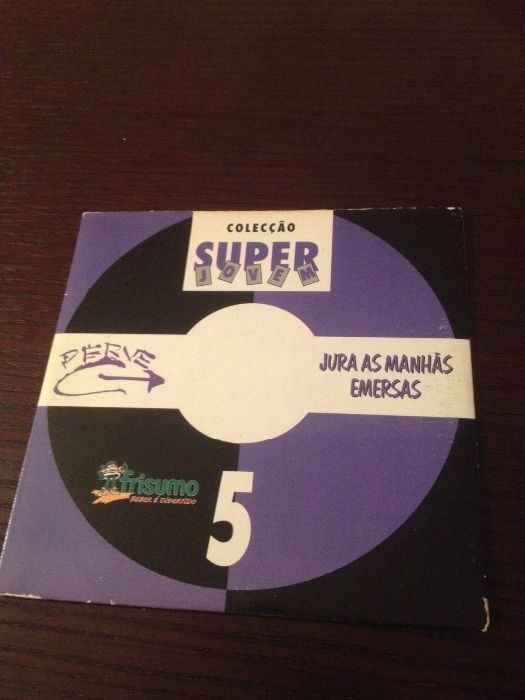 COLECÇÃO
SUPER
JOVEM
PERVE
JURA AS MANHÃS
EMERSAS
frisumo
BEBER É DIVERTIDO
5